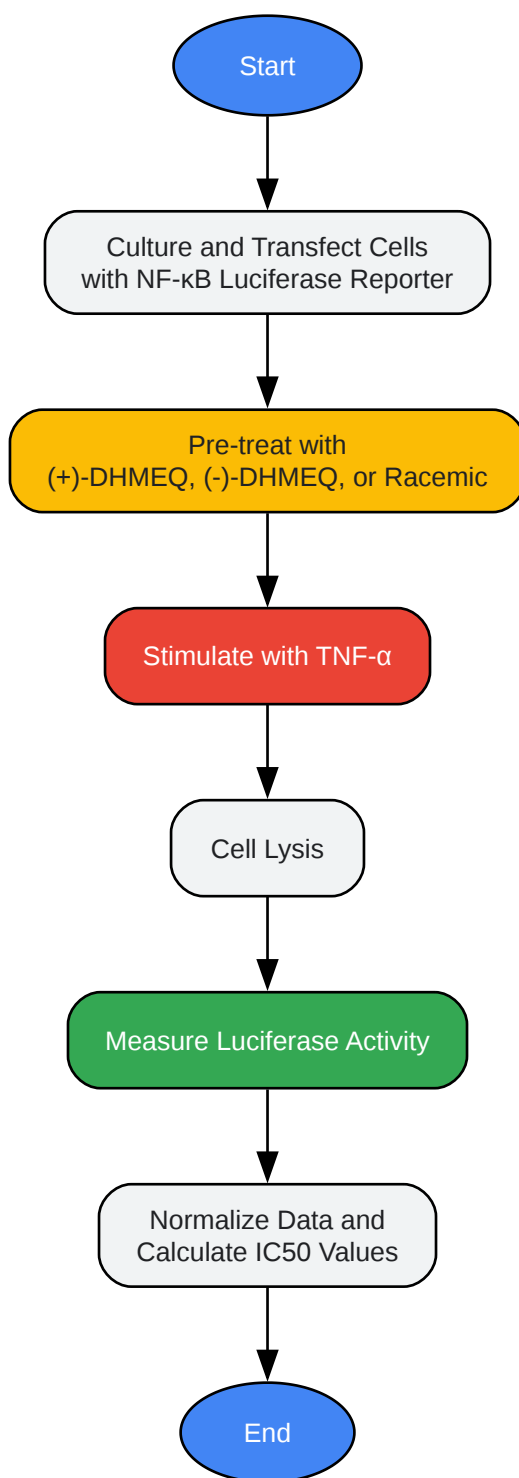 Start
Culture and Transfect Cells
with NF-κB Luciferase Reporter
Pre-treat with
(+)-DHMEQ, (-)-DHMEQ, or Racemic
Stimulate with TNF-α
Cell Lysis
Measure Luciferase Activity
Normalize Data and
Calculate IC50 Values
End